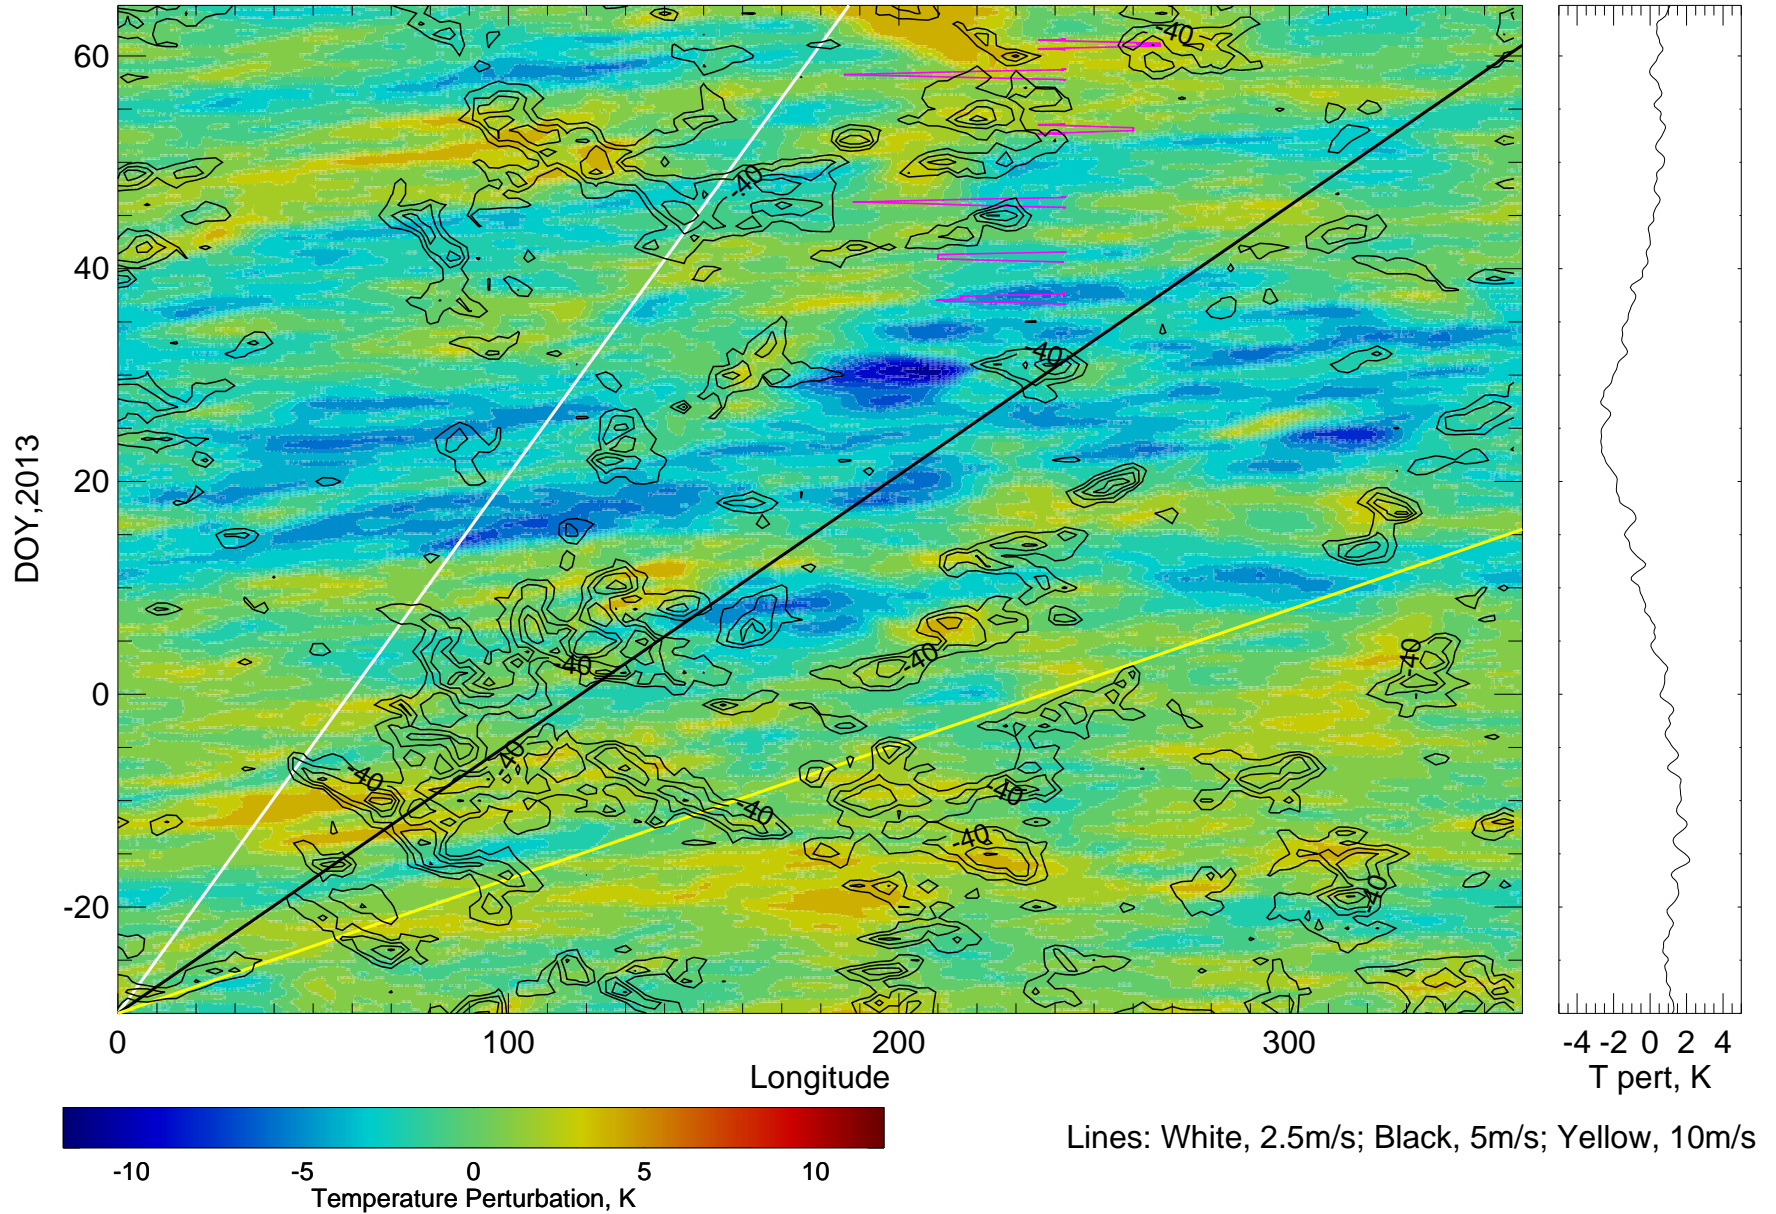 -40
60
-40
40
-40
DOY,2013
20
-40
-40
-40
0
-40
-40
-40
-40
-40
-40
-20
0 100 200 300
-4 -2 0 2 4
Longitude
T pert, K
Lines: White, 2.5m/s; Black, 5m/s; Yellow, 10m/s
-10 -5 0 5 10
Temperature Perturbation, K